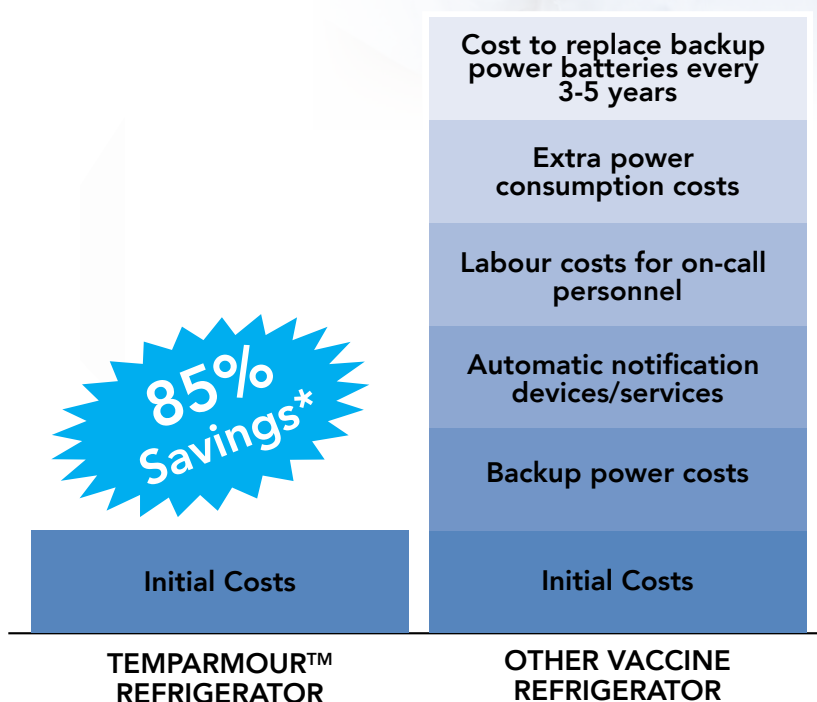 Cost to replace backup
power batteries every
3-5 years
Extra power
consumption costs
Labour costs for on-call
personnel
Automatic notification
devices/services
Backup power costs
Initial Costs
85%
Savings*
Initial Costs
TEMPARMOUR™
REFRIGERATOR
OTHER VACCINE
REFRIGERATOR